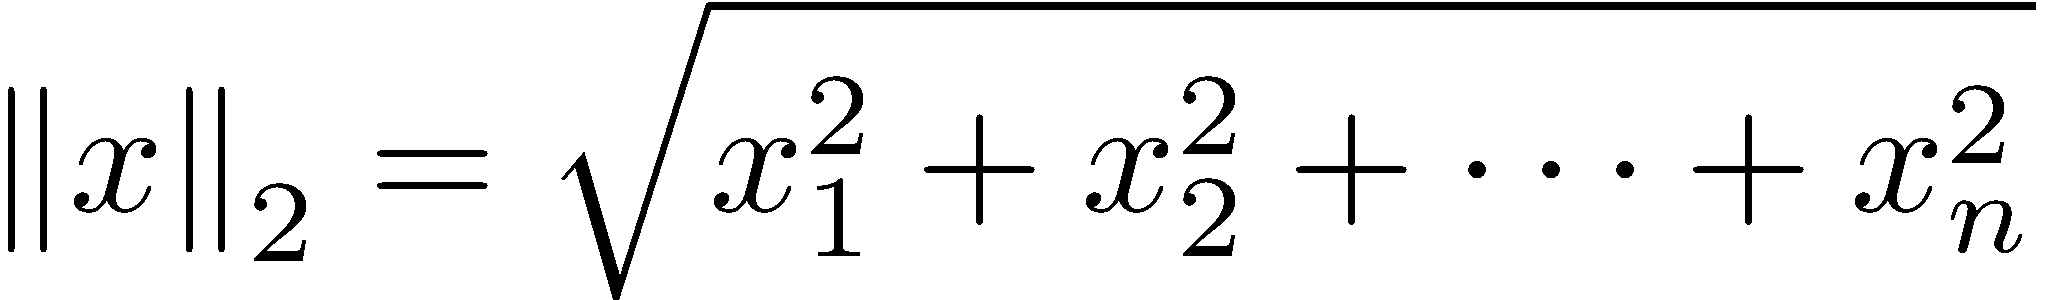 ‖x‖₂ = √(x₁² + x₂² + ⋯ + xₙ²)